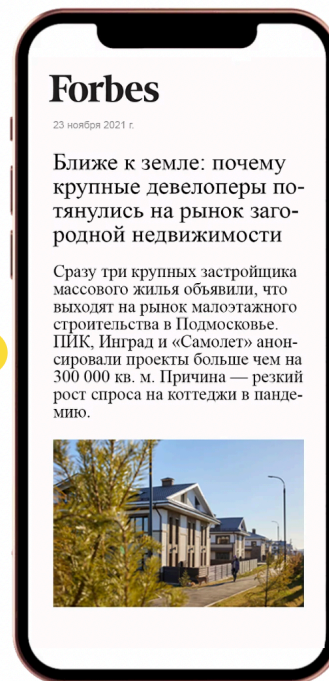 Forbes
23 ноября 2021 г.
Ближе к земле: почему
крупные девелоперы по-
тянулись на рынок заго-
родной недвижимости
Сразу три крупных застройщика
массового жилья объявили, что
выходят на рынок малоэтажного
строительства в Подмосковье.
ПИК, Инград и «Самолет» анон-
сировали проекты больше чем на
300 000 кв. м. Причина — резкий
рост спроса на коттеджи в панде-
мию.